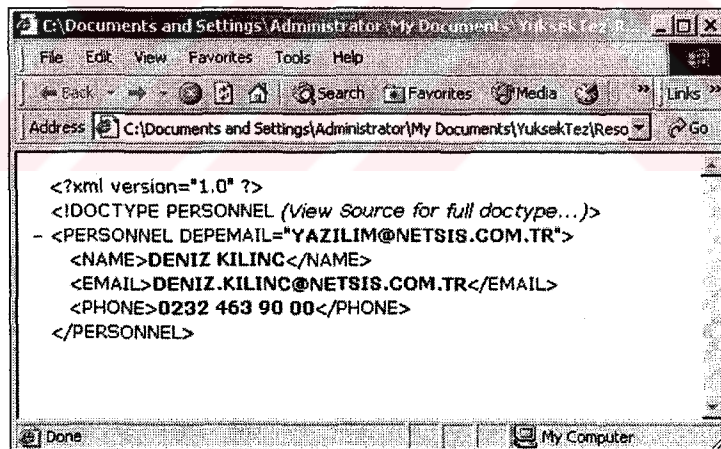 C:\Documents and Settings\Administrator\My Documents\YuksekTez\R...
File Edit View Favorites Tools Help
Back Search Favorites Media » Links »
Address C:\Documents and Settings\Administrator\My Documents\YuksekTez\Reso Go
<?xml version="1.0" ?>
<!DOCTYPE PERSONNEL (View Source for full doctype...)>
- <PERSONNEL DEPEMAIL="YAZILIM@NETSIS.COM.TR">
<NAME>DENIZ KILINC</NAME>
<EMAIL>DENIZ.KILINC@NETSIS.COM.TR</EMAIL>
<PHONE>0232 463 90 00</PHONE>
</PERSONNEL>
Done My Computer